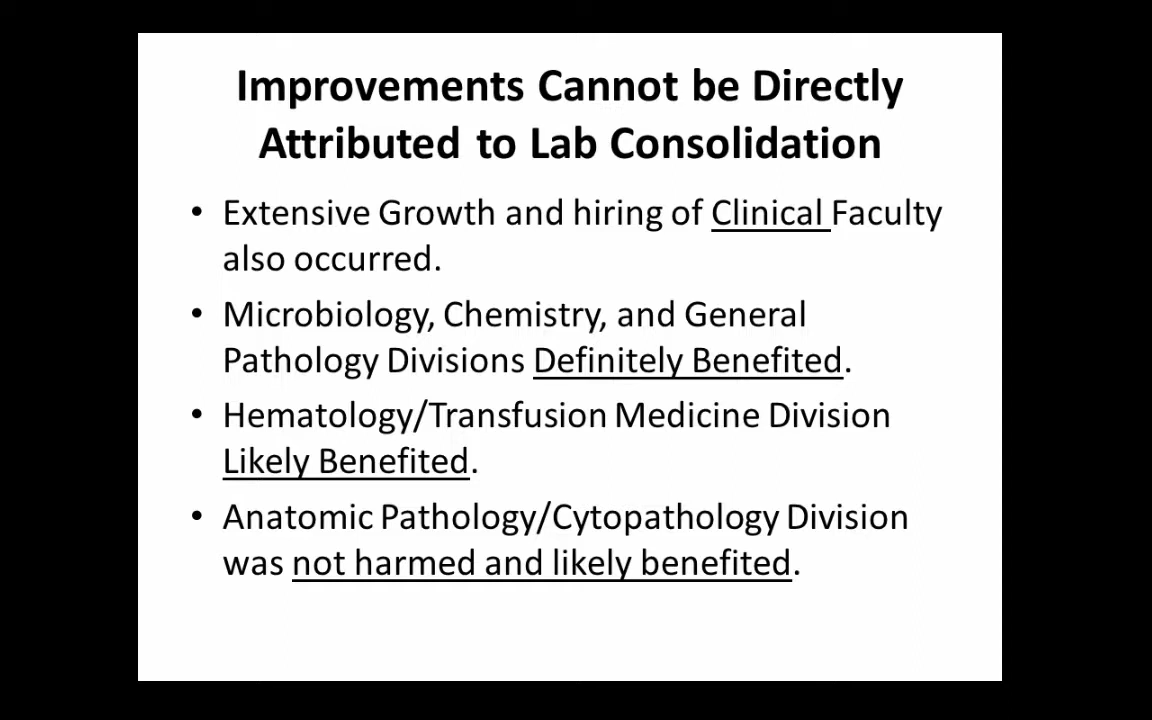 Improvements Cannot be Directly
Attributed to Lab Consolidation
• Extensive Growth and hiring of Clinical Faculty
also occurred.
• Microbiology, Chemistry, and General
Pathology Divisions Definitely Benefited.
• Hematology/Transfusion Medicine Division
Likely Benefited.
• Anatomic Pathology/Cytopathology Division
was not harmed and likely benefited.